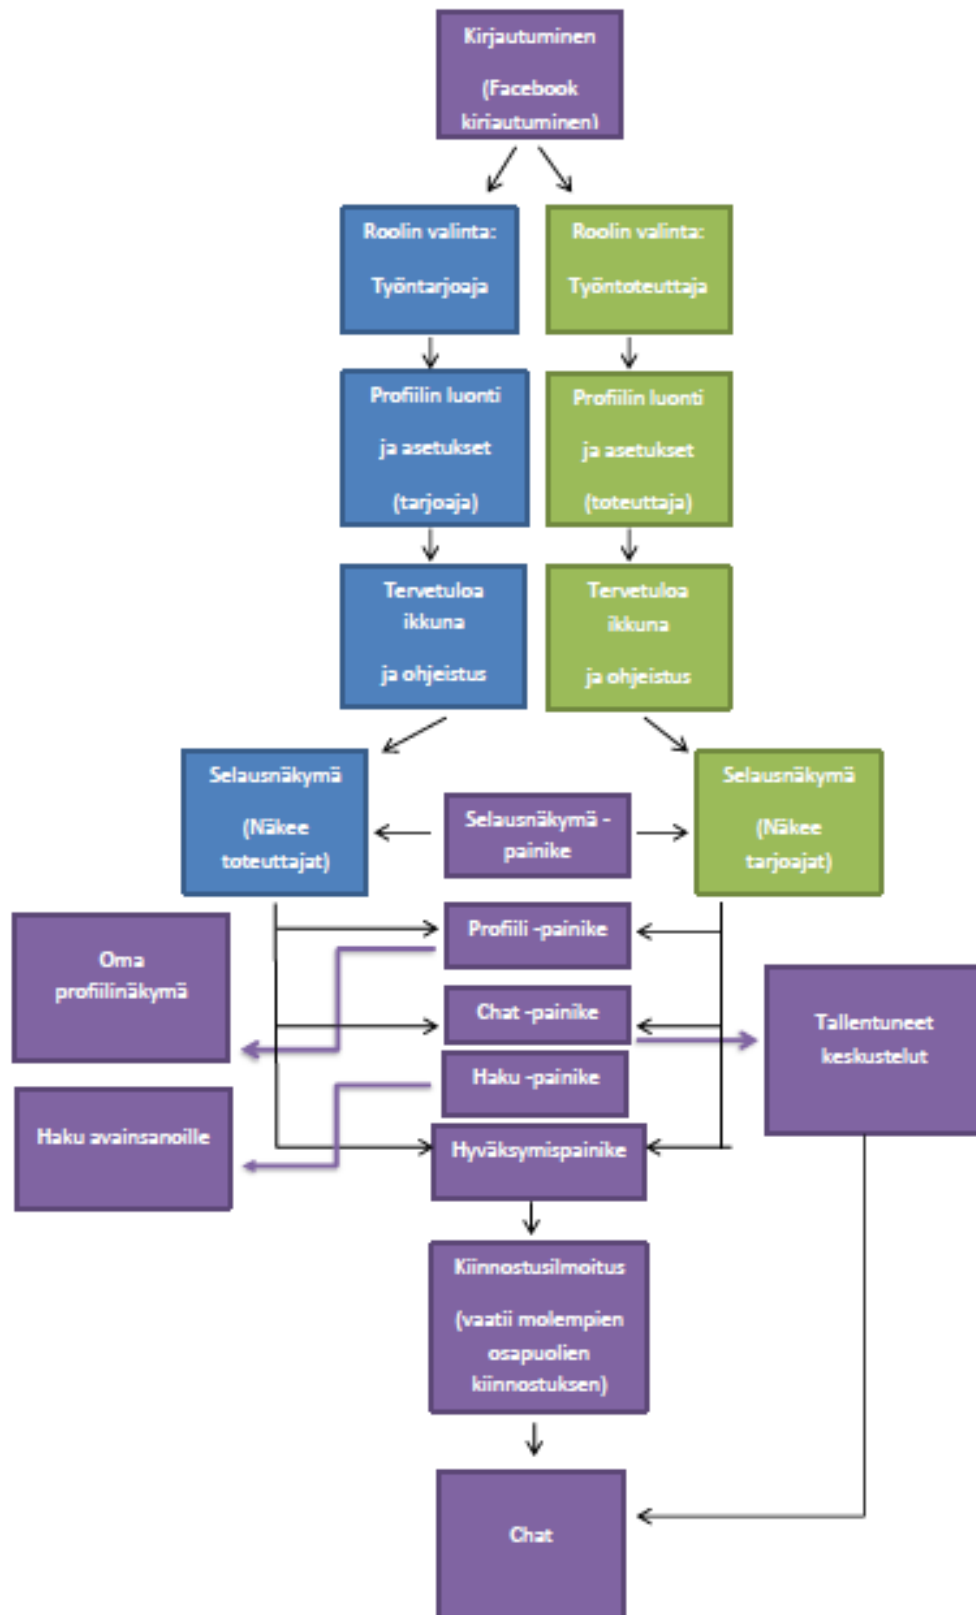 Kirjautuminen
(Facebook
kirjautuminen)
Roolin valinta:
Työntarjoaja
Roolin valinta:
Työntoteuttaja
Profiilin luonti
ja asetukset
(tarjoaja)
Profiilin luonti
ja asetukset
(toteuttaja)
Tervetuloa
ikkuna
ja ohjeistus
Tervetuloa
ikkuna
ja ohjeistus
Selausnäkymä
(Näkee
toteuttajat)
Selausnäkymä -
painike
Selausnäkymä
(Näkee
tarjoajat)
Profiili -painike
Oma
profiilinäkymä
Chat -painike
Tallentuneet
keskustelut
Haku -painike
Haku avainsanoille
Hyväksymispainike
Kiinnostusilmoitus
(vaatii molempien
osapuolien
kiinnostuksen)
Chat